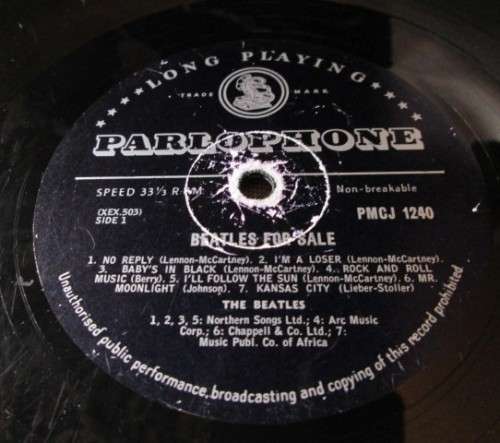 ★★★★★ LONG PLAYING ★★★★★
TRADE MARK
PARLOPHONE
SPEED 33⅓ R.P.M
Non-breakable
(XEX.503)
SIDE 1
PMCJ 1240
BEATLES FOR SALE
1. NO REPLY (Lennon-McCartney). 2. I'M A LOSER (Lennon-McCartney).
3. BABY'S IN BLACK (Lennon-McCartney). 4. ROCK AND ROLL
MUSIC (Berry). 5. I'LL FOLLOW THE SUN (Lennon-McCartney). 6. MR.
MOONLIGHT (Johnson). 7. KANSAS CITY (Lieber-Stoller)
THE BEATLES
1, 2, 3, 5: Northern Songs Ltd.; 4: Arc Music
Corp.; 6: Chappell & Co. Ltd.; 7:
Music Publ. Co. of Africa
Unauthorised public performance, broadcasting and copying of this record prohibited